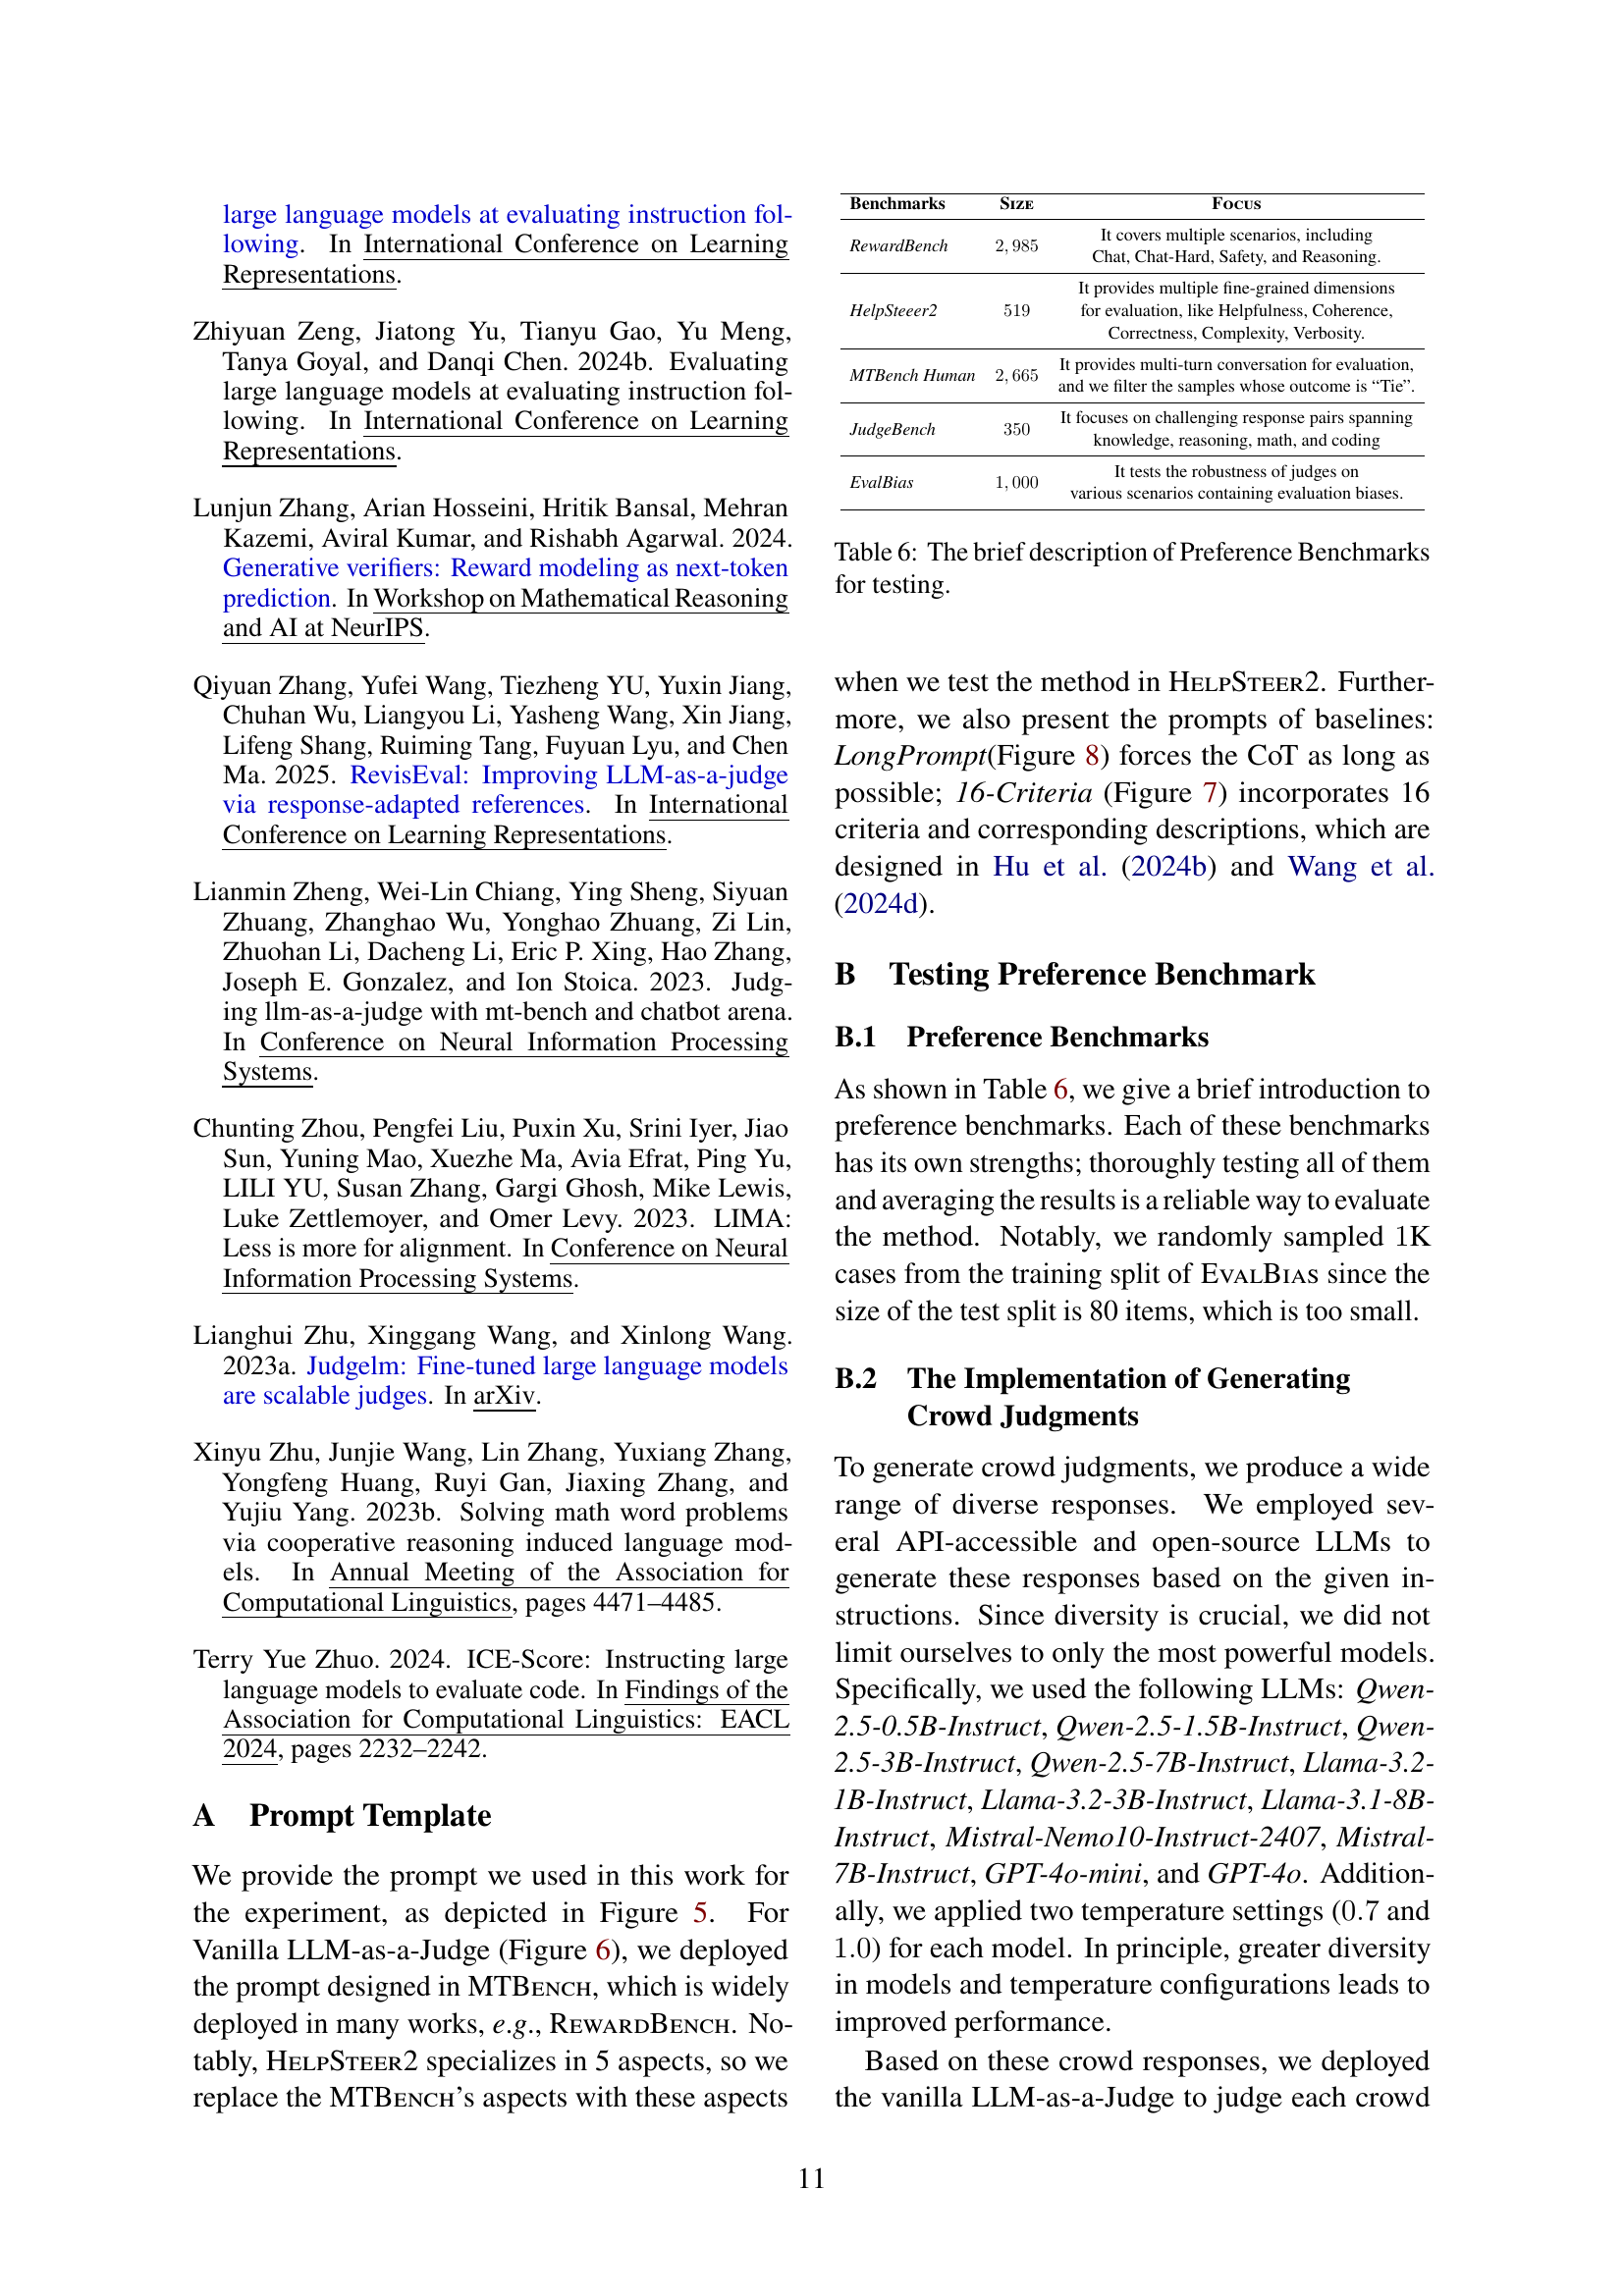 large language models at evaluating instruction fol-
lowing. In International Conference on Learning
Representations.
Zhiyuan Zeng, Jiatong Yu, Tianyu Gao, Yu Meng,
Tanya Goyal, and Danqi Chen. 2024b. Evaluating
large language models at evaluating instruction fol-
lowing. In International Conference on Learning
Representations.
Lunjun Zhang, Arian Hosseini, Hritik Bansal, Mehran
Kazemi, Aviral Kumar, and Rishabh Agarwal. 2024.
Generative verifiers: Reward modeling as next-token
prediction. In Workshop on Mathematical Reasoning
and AI at NeurIPS.
Qiyuan Zhang, Yufei Wang, Tiezheng YU, Yuxin Jiang,
Chuhan Wu, Liangyou Li, Yasheng Wang, Xin Jiang,
Lifeng Shang, Ruiming Tang, Fuyuan Lyu, and Chen
Ma. 2025. RevisEval: Improving LLM-as-a-judge
via response-adapted references. In International
Conference on Learning Representations.
Lianmin Zheng, Wei-Lin Chiang, Ying Sheng, Siyuan
Zhuang, Zhanghao Wu, Yonghao Zhuang, Zi Lin,
Zhuohan Li, Dacheng Li, Eric P. Xing, Hao Zhang,
Joseph E. Gonzalez, and Ion Stoica. 2023. Judg-
ing llm-as-a-judge with mt-bench and chatbot arena.
In Conference on Neural Information Processing
Systems.
Chunting Zhou, Pengfei Liu, Puxin Xu, Srini Iyer, Jiao
Sun, Yuning Mao, Xuezhe Ma, Avia Efrat, Ping Yu,
LILI YU, Susan Zhang, Gargi Ghosh, Mike Lewis,
Luke Zettlemoyer, and Omer Levy. 2023. LIMA:
Less is more for alignment. In Conference on Neural
Information Processing Systems.
Lianghui Zhu, Xinggang Wang, and Xinlong Wang.
2023a. Judgelm: Fine-tuned large language models
are scalable judges. In arXiv.
Xinyu Zhu, Junjie Wang, Lin Zhang, Yuxiang Zhang,
Yongfeng Huang, Ruyi Gan, Jiaxing Zhang, and
Yujiu Yang. 2023b. Solving math word problems
via cooperative reasoning induced language mod-
els. In Annual Meeting of the Association for
Computational Linguistics, pages 4471–4485.
Terry Yue Zhuo. 2024. ICE-Score: Instructing large
language models to evaluate code. In Findings of the
Association for Computational Linguistics: EACL
2024, pages 2232–2242.
A Prompt Template
We provide the prompt we used in this work for
the experiment, as depicted in Figure 5. For
Vanilla LLM-as-a-Judge (Figure 6), we deployed
the prompt designed in MTBENCH, which is widely
deployed in many works, e.g., REWARDBENCH. No-
tably, HELPSTEER2 specializes in 5 aspects, so we
replace the MTBENCH's aspects with these aspects
Benchmarks SIZE FOCUS
RewardBench 2,985 It covers multiple scenarios, including
Chat, Chat-Hard, Safety, and Reasoning.
HelpSteeer2 519 It provides multiple fine-grained dimensions
for evaluation, like Helpfulness, Coherence,
Correctness, Complexity, Verbosity.
MTBench Human 2,665 It provides multi-turn conversation for evaluation,
and we filter the samples whose outcome is “Tie”.
JudgeBench 350 It focuses on challenging response pairs spanning
knowledge, reasoning, math, and coding
EvalBias 1,000 It tests the robustness of judges on
various scenarios containing evaluation biases.
Table 6: The brief description of Preference Benchmarks
for testing.
when we test the method in HELPSTEER2. Further-
more, we also present the prompts of baselines:
LongPrompt(Figure 8) forces the CoT as long as
possible; 16-Criteria (Figure 7) incorporates 16
criteria and corresponding descriptions, which are
designed in Hu et al. (2024b) and Wang et al.
(2024d).
B Testing Preference Benchmark
B.1 Preference Benchmarks
As shown in Table 6, we give a brief introduction to
preference benchmarks. Each of these benchmarks
has its own strengths; thoroughly testing all of them
and averaging the results is a reliable way to evaluate
the method. Notably, we randomly sampled 1K
cases from the training split of EVALBIAS since the
size of the test split is 80 items, which is too small.
B.2 The Implementation of Generating
Crowd Judgments
To generate crowd judgments, we produce a wide
range of diverse responses. We employed sev-
eral API-accessible and open-source LLMs to
generate these responses based on the given in-
structions. Since diversity is crucial, we did not
limit ourselves to only the most powerful models.
Specifically, we used the following LLMs: Qwen-
2.5-0.5B-Instruct, Qwen-2.5-1.5B-Instruct, Qwen-
2.5-3B-Instruct, Qwen-2.5-7B-Instruct, Llama-3.2-
1B-Instruct, Llama-3.2-3B-Instruct, Llama-3.1-8B-
Instruct, Mistral-Nemo10-Instruct-2407, Mistral-
7B-Instruct, GPT-4o-mini, and GPT-4o. Addition-
ally, we applied two temperature settings (0.7 and
1.0) for each model. In principle, greater diversity
in models and temperature configurations leads to
improved performance.
Based on these crowd responses, we deployed
the vanilla LLM-as-a-Judge to judge each crowd
11